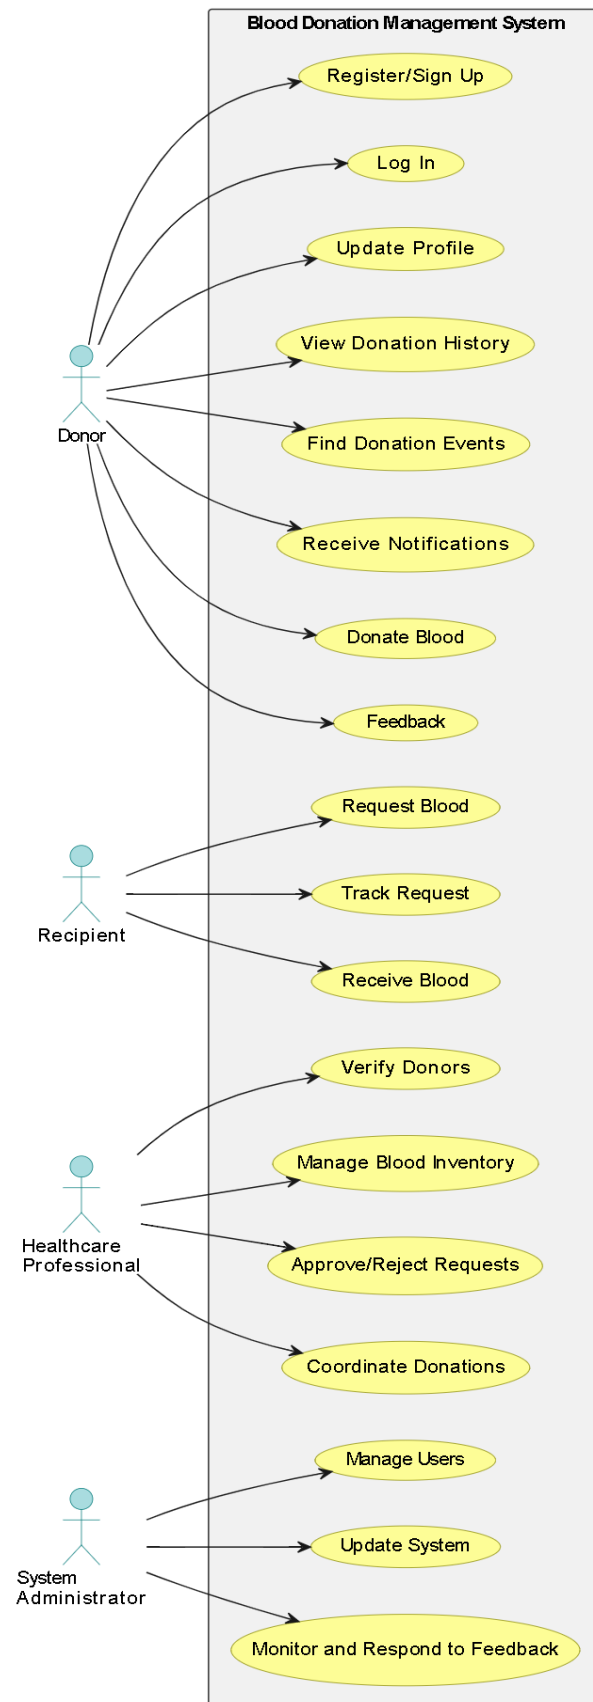 Blood Donation Management System
Register/Sign Up
Log In
Update Profile
View Donation History
Donor
Find Donation Events
Receive Notifications
Donate Blood
Feedback
Request Blood
Track Request
Recipient
Receive Blood
Verify Donors
Manage Blood Inventory
Healthcare
Professional
Approve/Reject Requests
Coordinate Donations
Manage Users
Update System
System
Administrator
Monitor and Respond to Feedback